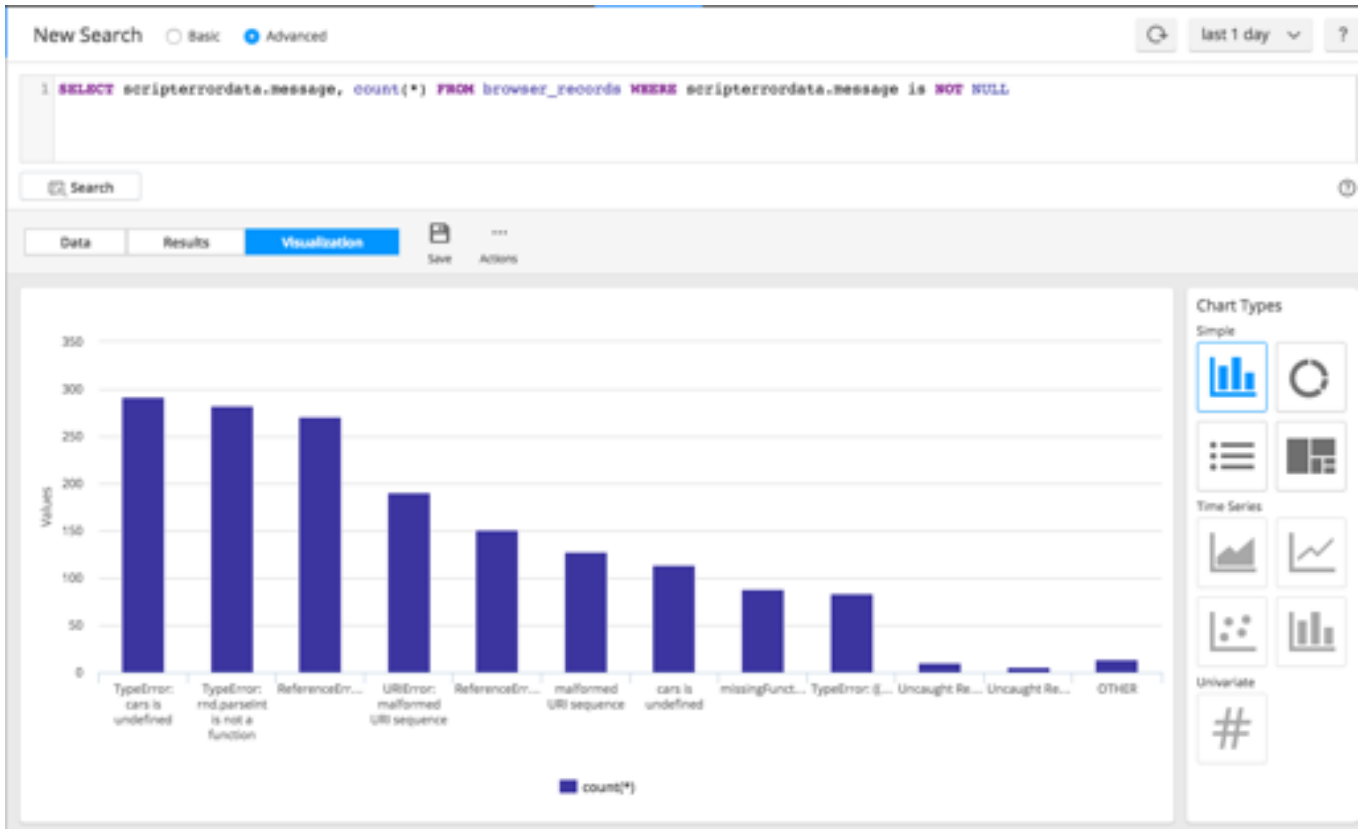 New Search Basic Advanced last 1 day ?
1 SELECT scripterrordata.message, count(*) FROM browser_records WHERE scripterrordata.message is NOT NULL
Search ?
Data Results Visualization Save Actions
Chart Types
Simple
Time Series
Univariate
#
Values
350
300
250
200
150
100
50
0
TypeError:
cars is
undefined
TypeError:
rnd.parseInt
is not a
function
ReferenceErr...
URIError:
malformed
URI sequence
ReferenceErr...
malformed
URI sequence
cars is
undefined
missingFunct...
TypeError: ([...
Uncaught Re...
Uncaught Re...
OTHER
count(*)